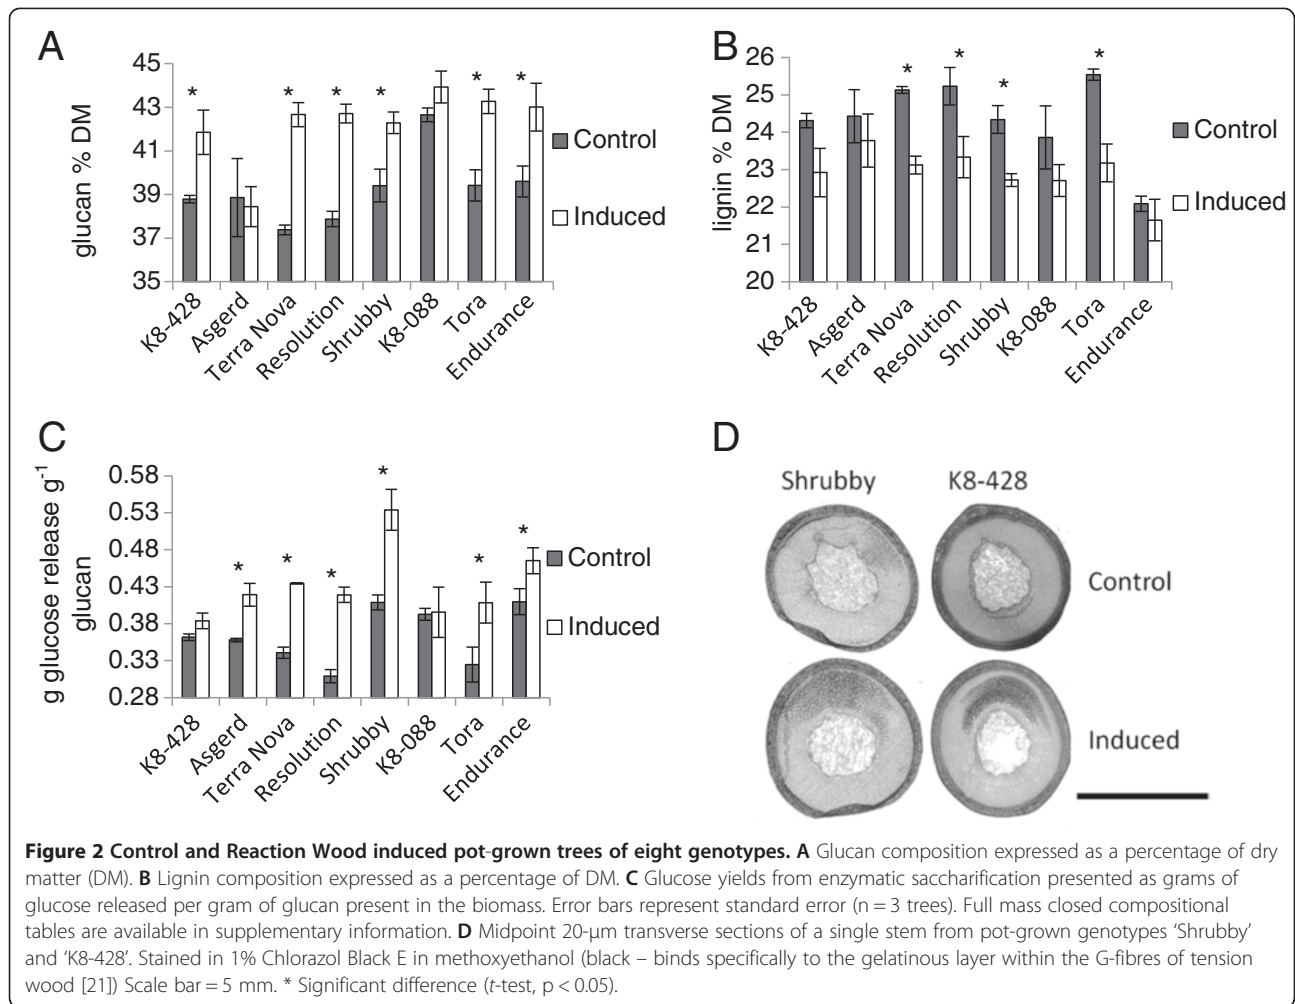 A
glucan % DM
45
43
41
39
37
35
* * * * * *
Control
Induced
K8-428
Asgerd
Terra Nova
Resolution
Shrubby
K8-088
Tora
Endurance
B
lignin % DM
26
25
24
23
22
21
20
* * * *
Control
Induced
K8-428
Asgerd
Terra Nova
Resolution
Shrubby
K8-088
Tora
Endurance
C
g glucose release g⁻¹
glucan
0.58
0.53
0.48
0.43
0.38
0.33
0.28
* * * * * *
Control
Induced
K8-428
Asgerd
Terra Nova
Resolution
Shrubby
K8-088
Tora
Endurance
D
Shrubby K8-428
Control
Induced
Figure 2 Control and Reaction Wood induced pot-grown trees of eight genotypes. A Glucan composition expressed as a percentage of dry
matter (DM). B Lignin composition expressed as a percentage of DM. C Glucose yields from enzymatic saccharification presented as grams of
glucose released per gram of glucan present in the biomass. Error bars represent standard error (n = 3 trees). Full mass closed compositional
tables are available in supplementary information. D Midpoint 20-μm transverse sections of a single stem from pot-grown genotypes ‘Shrubby’
and ‘K8-428’. Stained in 1% Chlorazol Black E in methoxyethanol (black – binds specifically to the gelatinous layer within the G-fibres of tension
wood [21]) Scale bar = 5 mm. * Significant difference (t-test, p < 0.05).